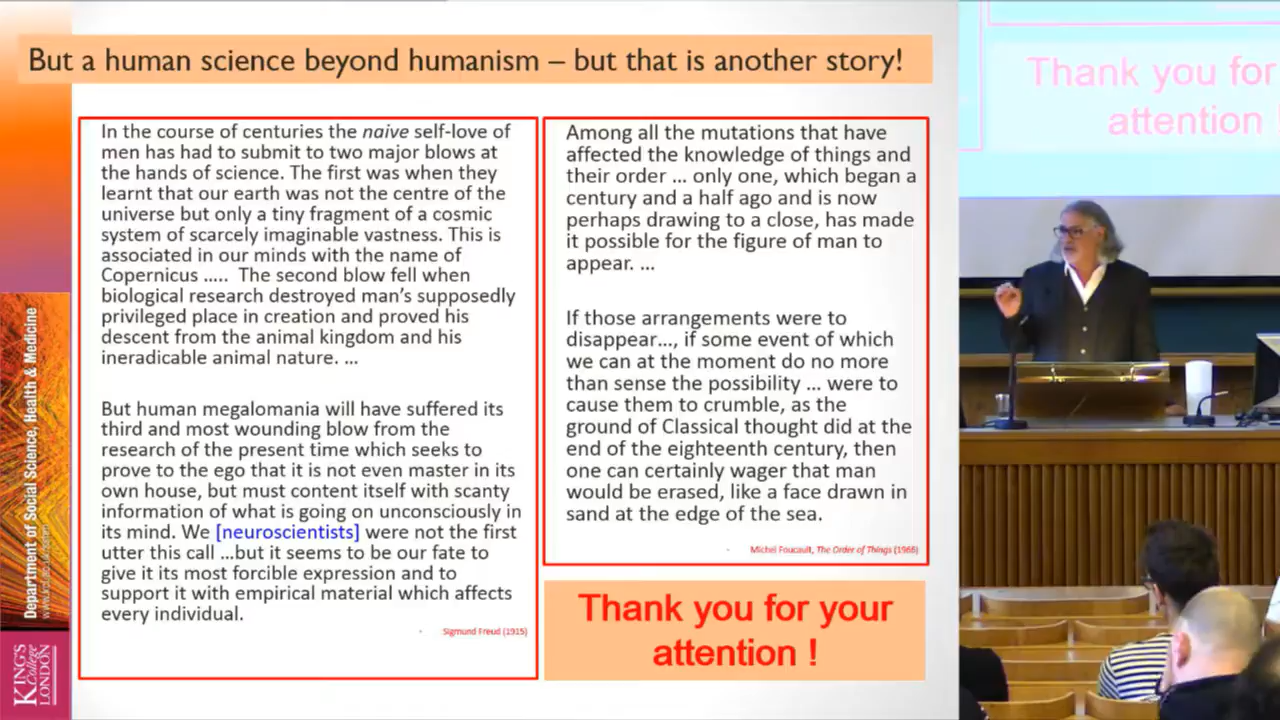 But a human science beyond humanism – but that is another story!
In the course of centuries the naive self-love of
men has had to submit to two major blows at
the hands of science. The first was when they
learnt that our earth was not the centre of the
universe but only a tiny fragment of a cosmic
system of scarcely imaginable vastness. This is
associated in our minds with the name of
Copernicus ….. The second blow fell when
biological research destroyed man's supposedly
privileged place in creation and proved his
descent from the animal kingdom and his
ineradicable animal nature. …
But human megalomania will have suffered its
third and most wounding blow from the
research of the present time which seeks to
prove to the ego that it is not even master in its
own house, but must content itself with scanty
information of what is going on unconsciously in
its mind. We [neuroscientists] were not the first
utter this call …but it seems to be our fate to
give it its most forcible expression and to
support it with empirical material which affects
every individual.
Sigmund Freud (1915)
Among all the mutations that have
affected the knowledge of things and
their order … only one, which began a
century and a half ago and is now
perhaps drawing to a close, has made
it possible for the figure of man to
appear. …
If those arrangements were to
disappear…, if some event of which
we can at the moment do no more
than sense the possibility … were to
cause them to crumble, as the
ground of Classical thought did at the
end of the eighteenth century, then
one can certainly wager that man
would be erased, like a face drawn in
sand at the edge of the sea.
Michel Foucault, The Order of Things (1966)
Thank you for your
attention !
Department of Social Science, Health & Medicine
KING'S
College
LONDON
Thank you for
attention